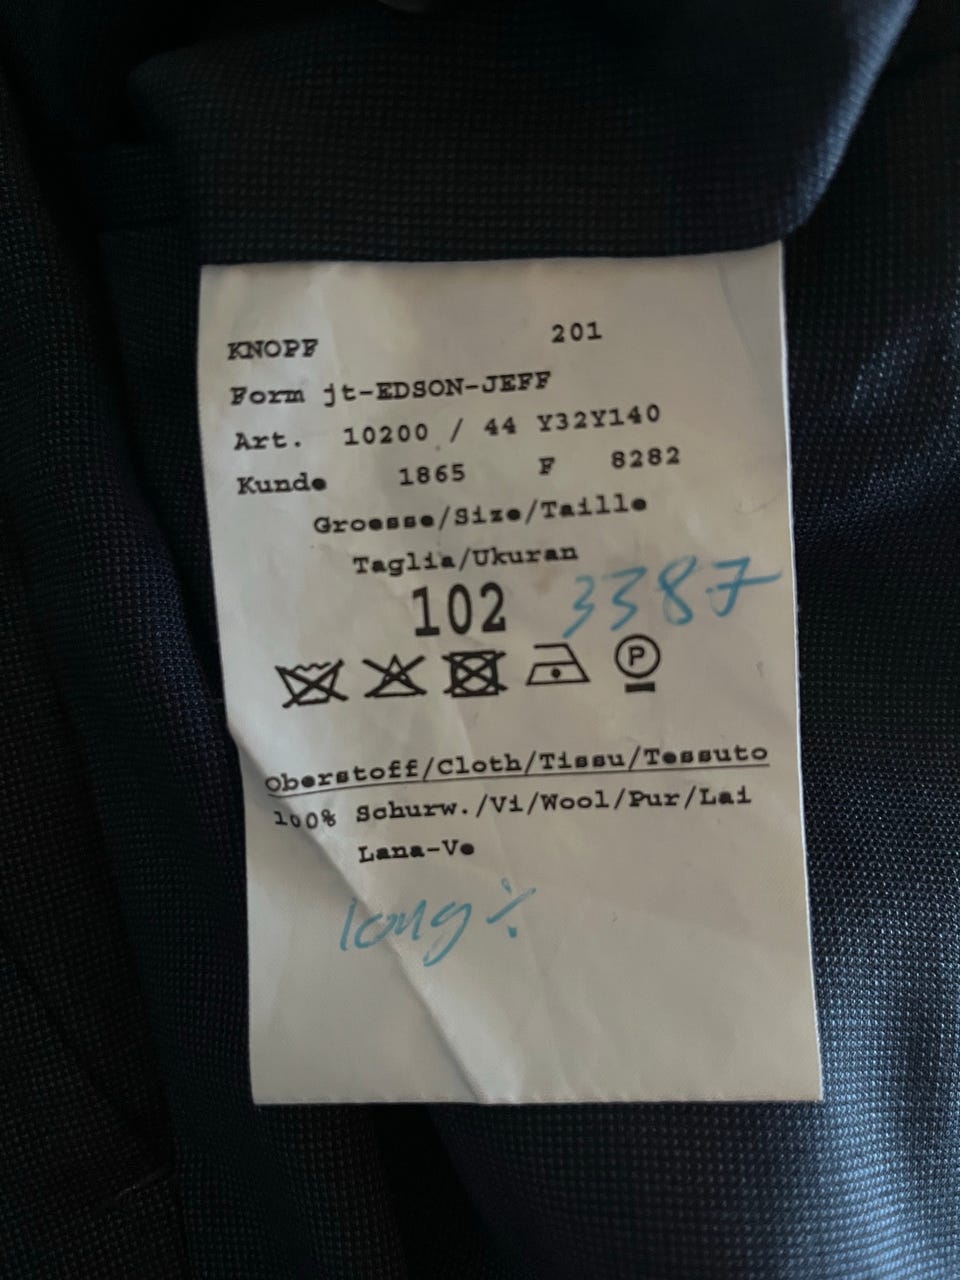 KNOPF 201
Form jt-EDSON-JEFF
Art. 10200 / 44 Y32Y140
Kunde 1865 F 8282
Groesse/Size/Taille
Taglia/Ukuran
102 3387
P
Oberstoff/Cloth/Tissu/Tessuto
100% Schurw./Vi/Wool/Pur/Lai
Lana-Ve
long ⁒